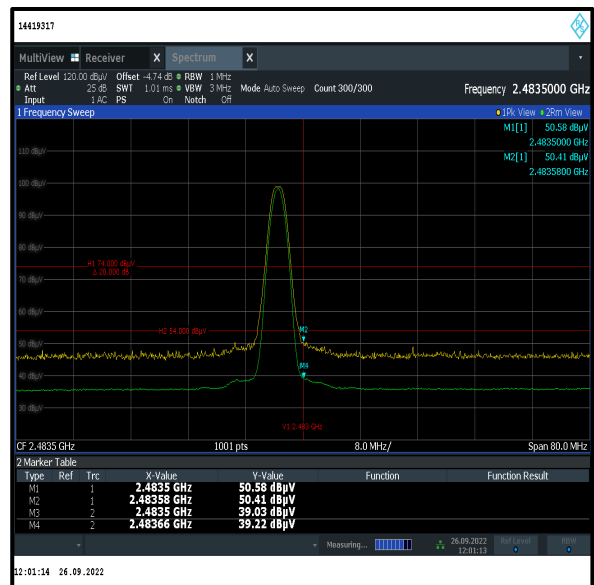 14419317
MultiView Receiver X Spectrum X
Ref Level 120.00 dBµV Offset -4.74 dB RBW 1 MHz
Att 25 dB SWT 1.01 ms VBW 3 MHz Mode Auto Sweep Count 300/300 Frequency 2.4835000 GHz
Input 1 AC PS On Notch Off
1 Frequency Sweep 1Pk View 2Rm View
M1[1] 50.58 dBµV
2.4835000 GHz
M2[1] 50.41 dBµV
2.4835800 GHz
110 dBµV
100 dBµV
90 dBµV
80 dBµV
H1 74.000 dBµV
Δ 20.000 dB
70 dBµV
60 dBµV
H2 54.000 dBµV
M2
50 dBµV
40 dBµV
30 dBµV
CF 2.4835 GHz 1001 pts 8.0 MHz/ Span 80.0 MHz
2 Marker Table
Type Ref Trc X-Value Y-Value Function Function Result
M1 1 2.4835 GHz 50.58 dBµV
M2 1 2.48358 GHz 50.41 dBµV
M3 2 2.4835 GHz 39.03 dBµV
M4 2 2.48366 GHz 39.22 dBµV
Measuring... 26.09.2022 Ref Level RBW
12:01:13
12:01:14 26.09.2022